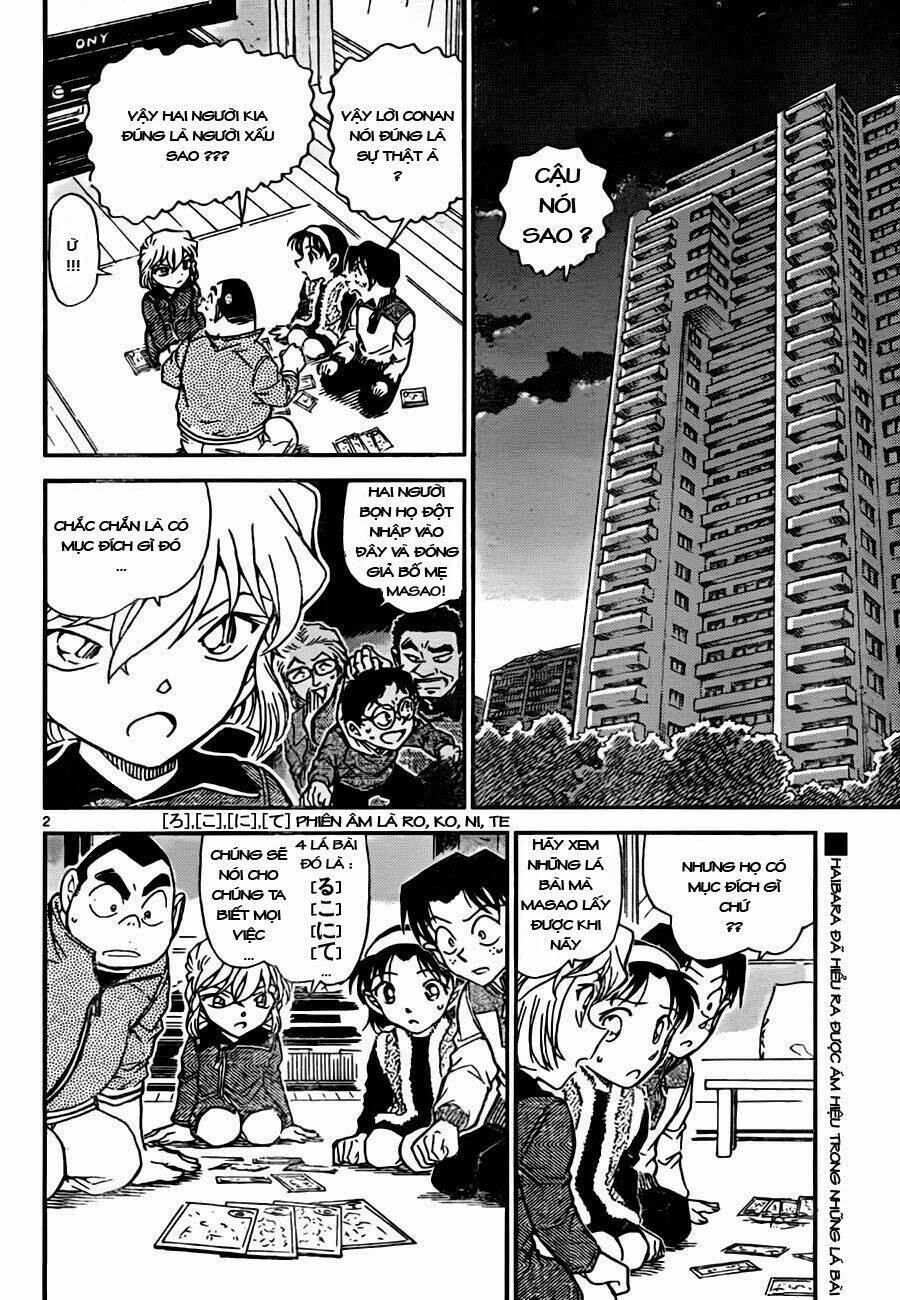 CẬU
NÓI
SAO ?
ONY
VẬY LỜI CONAN
NÓI ĐÚNG LÀ
SỰ THẬT À
?
VẬY HAI NGƯỜI KIA
ĐÚNG LÀ NGƯỜI XẤU
SAO ???
Ữ
!!!
HAI NGƯỜI
BỌN HỌ ĐỘT
NHẬP VÀO
ĐÂY VÀ ĐÓNG
GIẢ BỐ MẸ
MASAO!
CHẮC CHẮN LÀ CÓ
MỤC ĐÍCH GÌ ĐÓ
...
2
[ろ],[こ],[に],[て] PHIÊN ÂM LÀ RO, KO, NI, TE
HAIBARA ĐÃ HIỂU RA ĐƯỢC ÁM HIỆU TRONG NHỮNG LÁ BÀI
NHƯNG HỌ CÓ
MỤC ĐÍCH GÌ
CHỨ
??
HÃY XEM
NHỮNG LÁ
BÀI MÀ
MASAO LẤY
ĐƯỢC KHI
NÃY
4 LÁ BÀI
ĐÓ LÀ :
[る]
[こ]
[に]
[て]
...
CHÚNG SẼ
NÓI CHO
CHÚNG TA
BIẾT MỌI
VIỆC
...